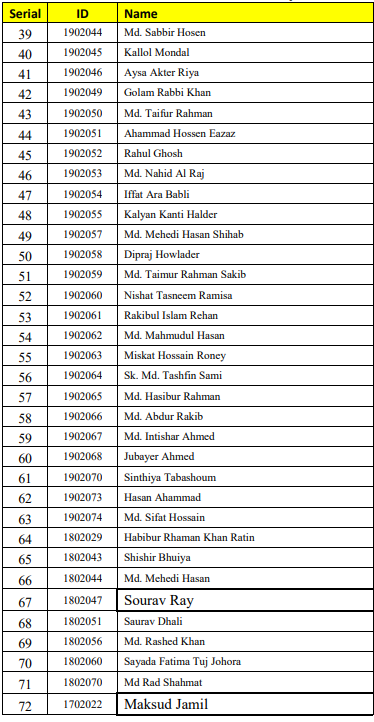 Serial ID Name
39 1902044 Md. Sabbir Hosen
40 1902045 Kallol Mondal
41 1902046 Aysa Akter Riya
42 1902049 Golam Rabbi Khan
43 1902050 Md. Taifur Rahman
44 1902051 Ahammad Hossen Eazaz
45 1902052 Rahul Ghosh
46 1902053 Md. Nahid Al Raj
47 1902054 Iffat Ara Babli
48 1902055 Kalyan Kanti Halder
49 1902057 Md. Mehedi Hasan Shihab
50 1902058 Dipraj Howlader
51 1902059 Md. Taimur Rahman Sakib
52 1902060 Nishat Tasneem Ramisa
53 1902061 Rakibul Islam Rehan
54 1902062 Md. Mahmudul Hasan
55 1902063 Miskat Hossain Roney
56 1902064 Sk. Md. Tashfin Sami
57 1902065 Md. Hasibur Rahman
58 1902066 Md. Abdur Rakib
59 1902067 Md. Intishar Ahmed
60 1902068 Jubayer Ahmed
61 1902070 Sinthiya Tabashoum
62 1902073 Hasan Ahammad
63 1902074 Md. Sifat Hossain
64 1802029 Habibur Rhaman Khan Ratin
65 1802043 Shishir Bhuiya
66 1802044 Md. Mehedi Hasan
67 1802047 Sourav Ray
68 1802051 Saurav Dhali
69 1802056 Md. Rashed Khan
70 1802060 Sayada Fatima Tuj Johora
71 1802070 Md Rad Shahmat
72 1702022 Maksud Jamil